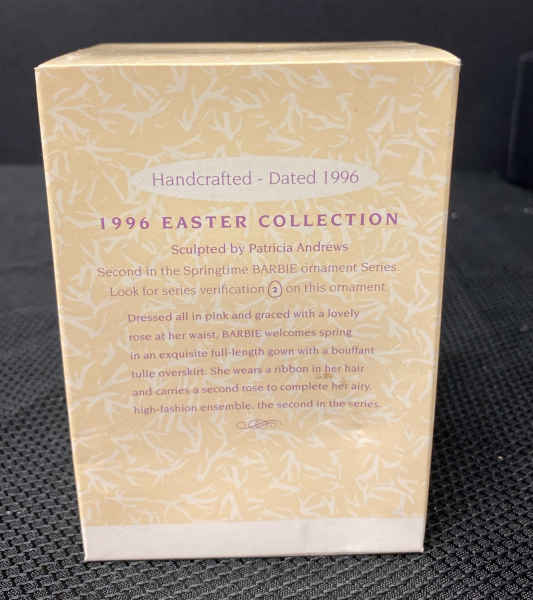 Handcrafted - Dated 1996
1996 EASTER COLLECTION
Sculpted by Patricia Andrews
Second in the Springtime BARBIE ornament Series.
Look for series verification 2 on this ornament.
Dressed all in pink and graced with a lovely
rose at her waist, BARBIE welcomes spring
in an exquisite full-length gown with a bouffant
tulle overskirt. She wears a ribbon in her hair
and carries a second rose to complete her airy,
high-fashion ensemble, the second in the series.